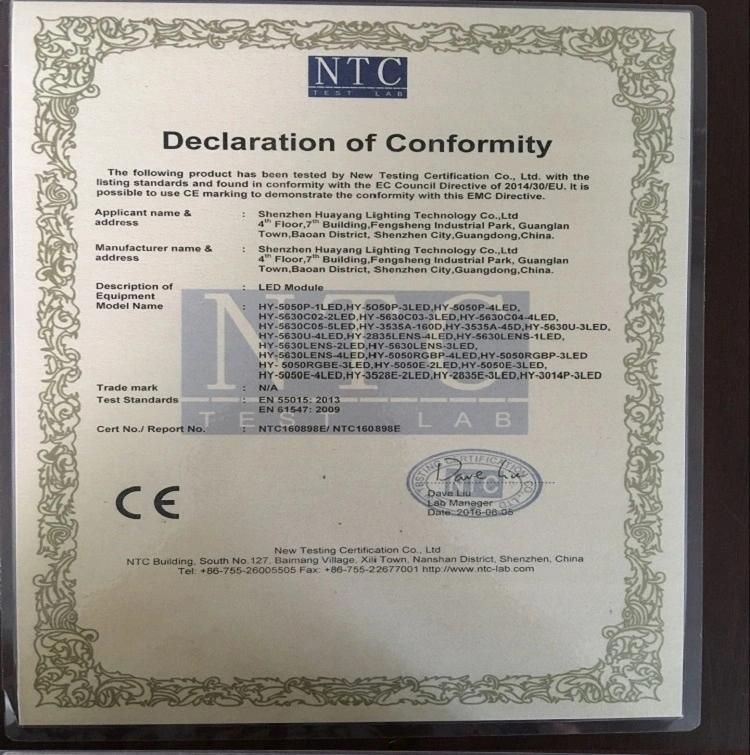 NTC
TEST LAB
Declaration of Conformity
The following product has been tested by New Testing Certification Co., Ltd. with the
listing standards and found in conformity with the EC Council Directive of 2014/30/EU. It is
possible to use CE marking to demonstrate the conformity with this EMC Directive.
Applicant name & address : Shenzhen Huayang Lighting Technology Co.,Ltd
4th Floor,7th Building,Fengsheng Industrial Park, Guanglan
Town,Baoan District, Shenzhen City,Guangdong,China.
Manufacturer name & address : Shenzhen Huayang Lighting Technology Co.,Ltd
4th Floor,7th Building,Fengsheng Industrial Park, Guanglan
Town,Baoan District, Shenzhen City,Guangdong,China.
Description of Equipment : LED Module
Model Name : HY-5050P-1LED,HY-5050P-3LED,HY-5050P-4LED,
HY-5630C02-2LED,HY-5630C03-3LED,HY-5630C04-4LED,
HY-5630C05-5LED,HY-3535A-160D,HY-3535A-45D,HY-5630U-3LED,
HY-5630U-4LED,HY-2835LENS-4LED,HY-5630LENS-1LED,
HY-5630LENS-2LED,HY-5630LENS-3LED,
HY-5630LENS-4LED,HY-5050RGBP-4LED,HY-5050RGBP-3LED
HY- 5050RGBE-3LED,HY-5050E-2LED,HY-5050E-3LED,
HY-5050E-4LED,HY-3528E-2LED,HY-2835E-3LED,HY-3014P-3LED
Trade mark : N/A
Test Standards : EN 55015: 2013
EN 61547: 2009
Cert No./ Report No. : NTC160898E/ NTC160898E
NTC
TEST LAB
CE
Dave Liu
NTC
Dave Liu
Lab Manager
Date: 2016-08-05
New Testing Certification Co., Ltd
NTC Building, South No.127, Baimang Village, Xili Town, Nanshan District, Shenzhen, China
Tel: +86-755-26005505 Fax: +86-755-22677001 http://www.ntc-lab.com